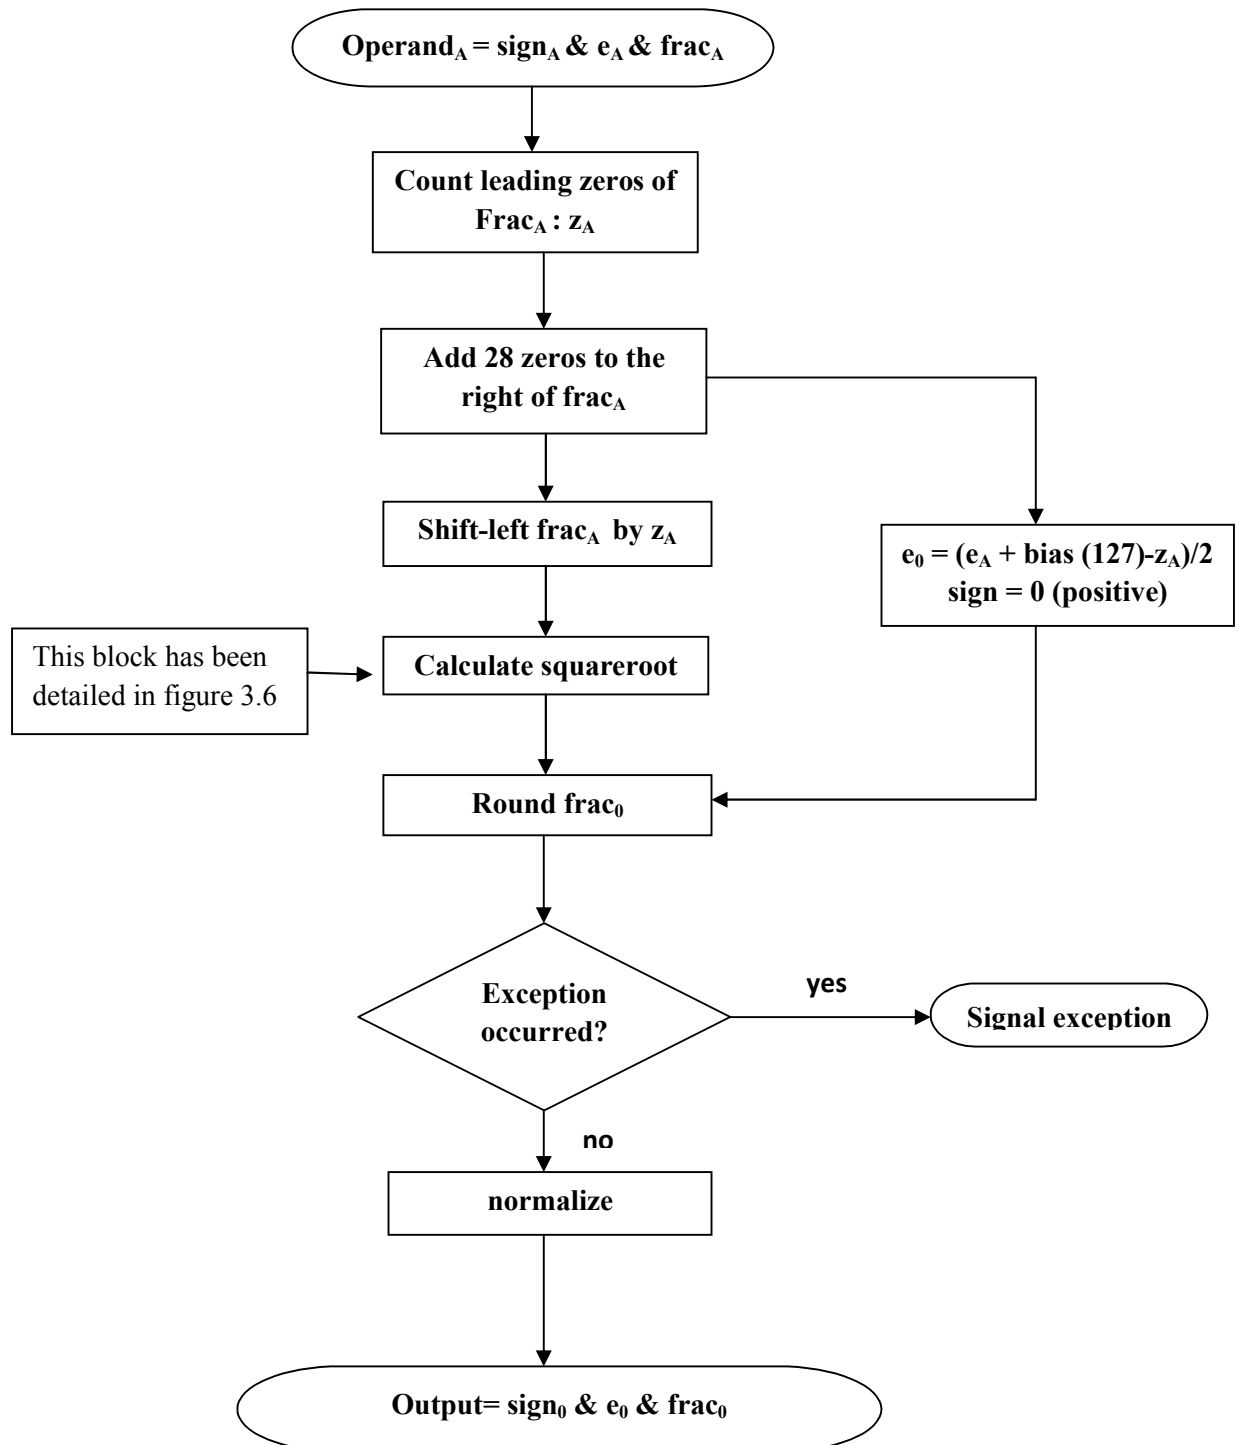 Operand_A = sign_A & e_A & frac_A
Count leading zeros of
Frac_A : z_A
Add 28 zeros to the
right of frac_A
Shift-left frac_A by z_A
e_0 = (e_A + bias (127)-z_A)/2
sign = 0 (positive)
This block has been
detailed in figure 3.6
Calculate squareroot
Round frac_0
Exception
occurred?
yes
Signal exception
no
normalize
Output= sign_0 & e_0 & frac_0